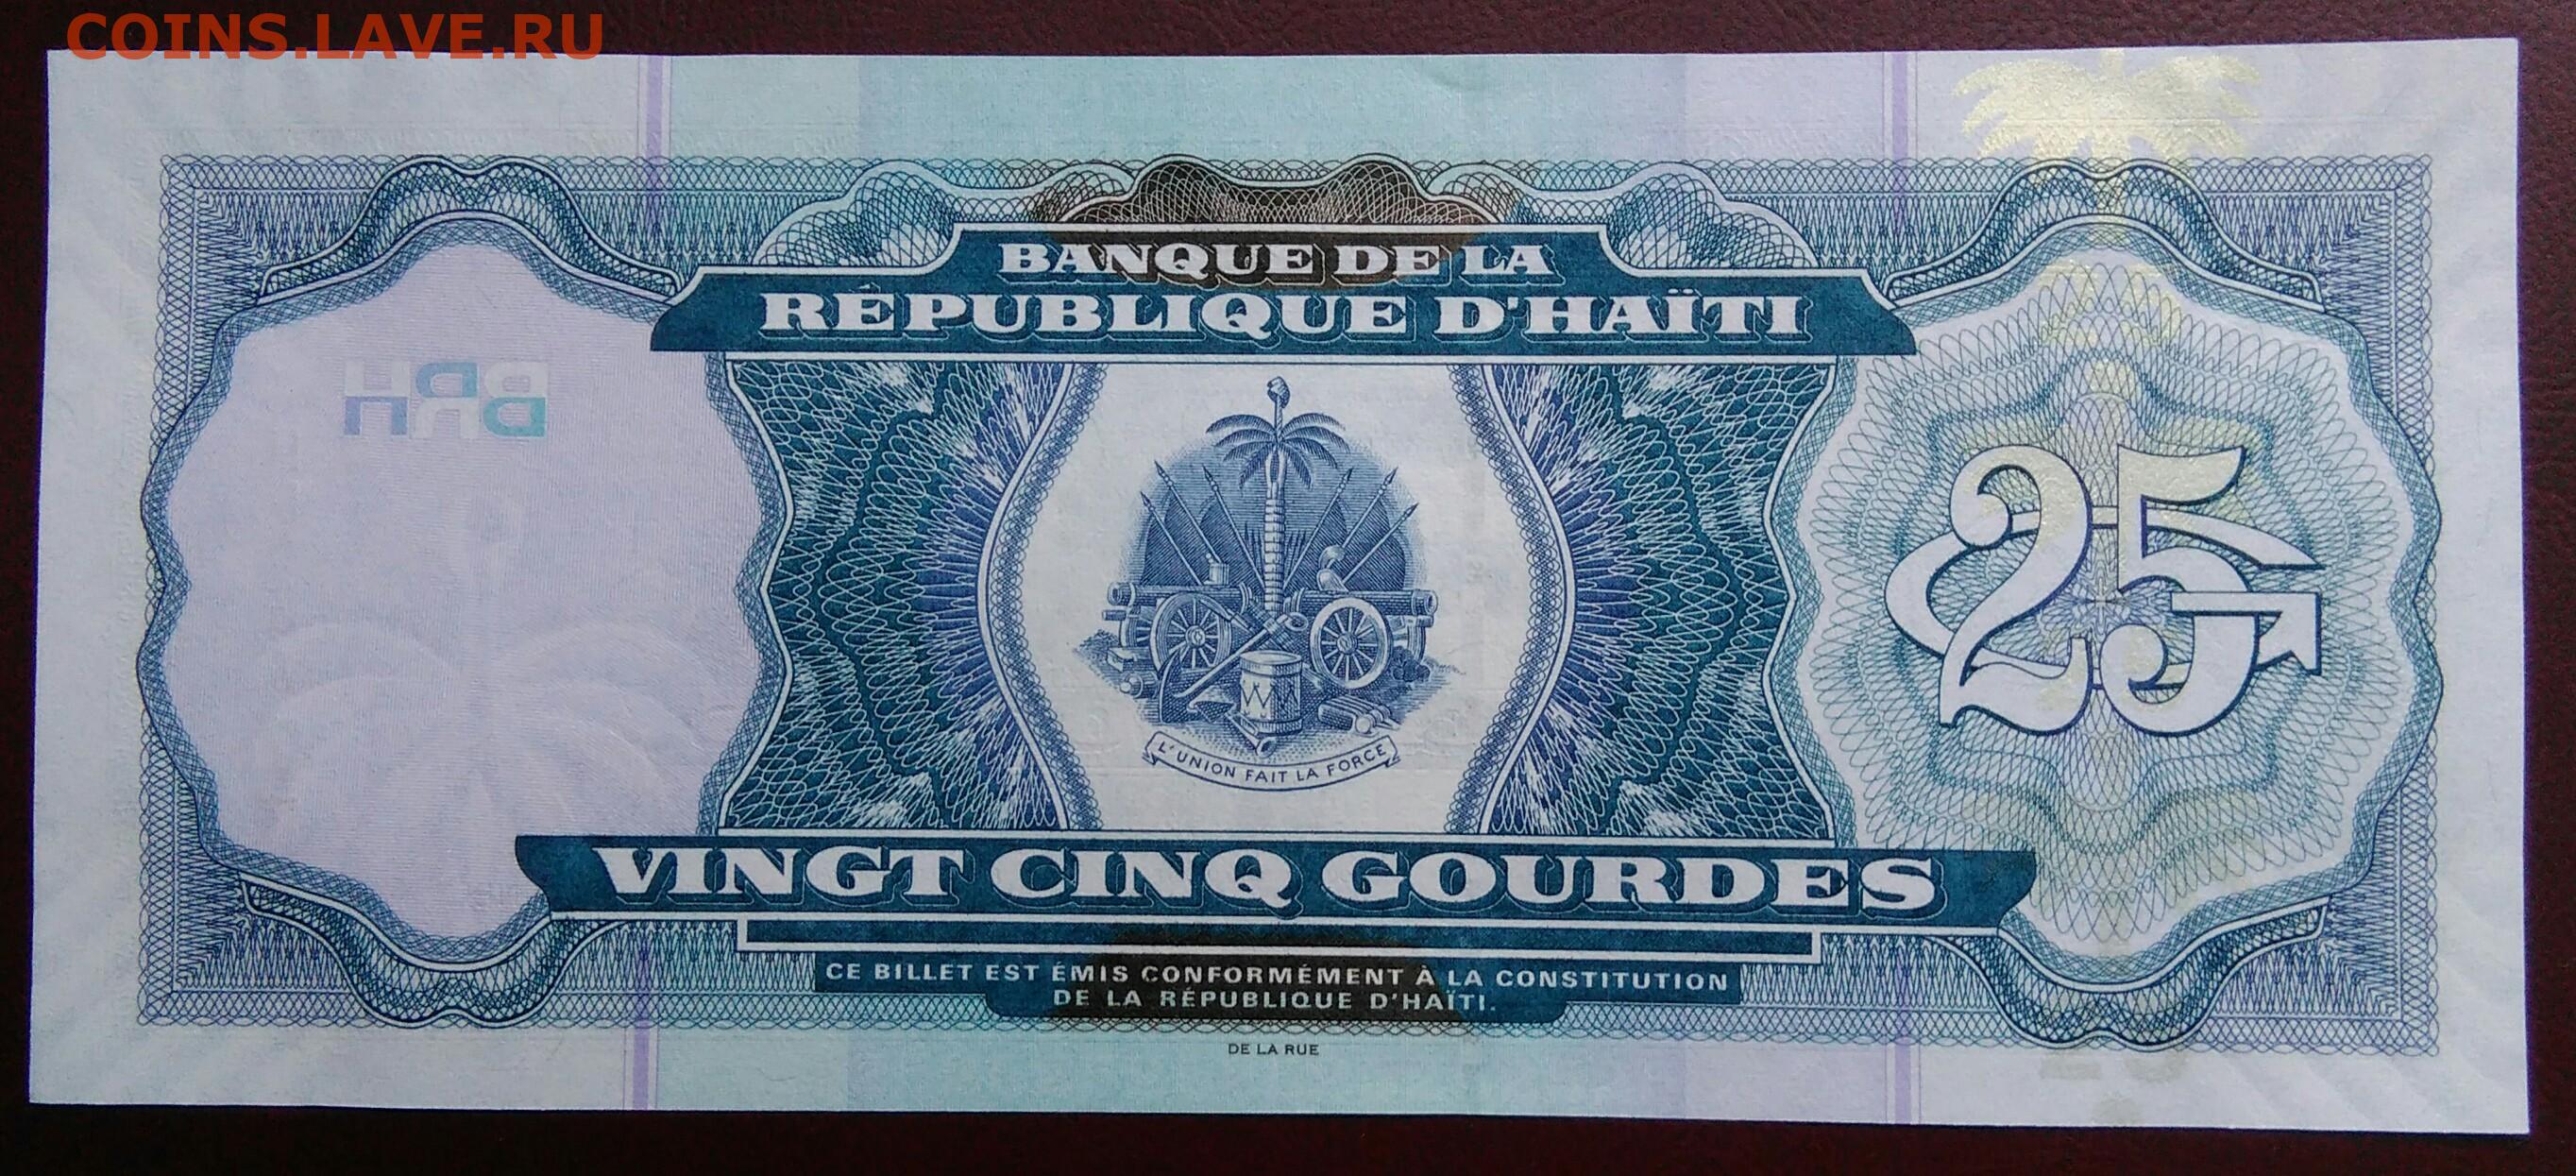 COINS.LAVE.RU
BANQUE DE LA
RÉPUBLIQUE D'HAÏTI
25
L'UNION FAIT LA FORCE
VINGT CINQ GOURDES
CE BILLET EST ÉMIS CONFORMÉMENT À LA CONSTITUTION
DE LA RÉPUBLIQUE D'HAÏTI.
DE LA RUE